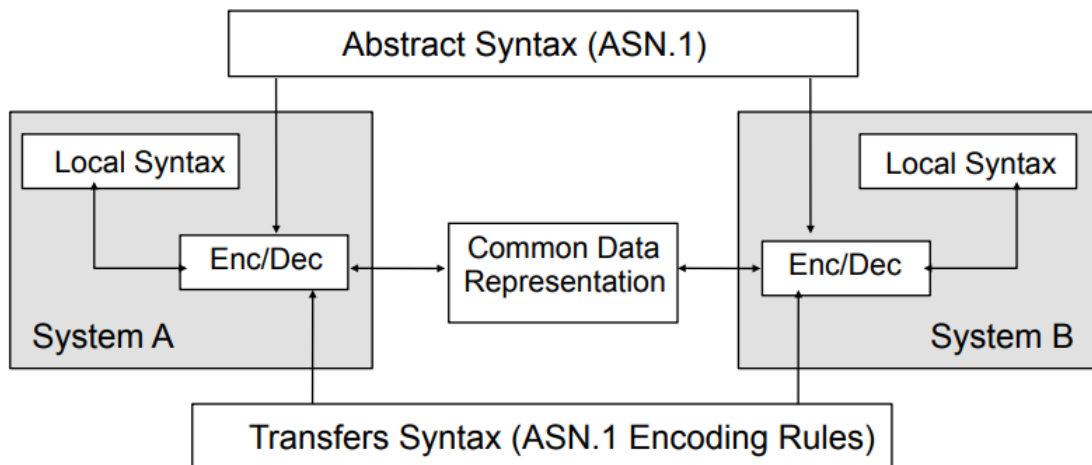 Abstract Syntax (ASN.1)
Local Syntax
Local Syntax
Enc/Dec
Common Data
Representation
Enc/Dec
System A
System B
Transfers Syntax (ASN.1 Encoding Rules)